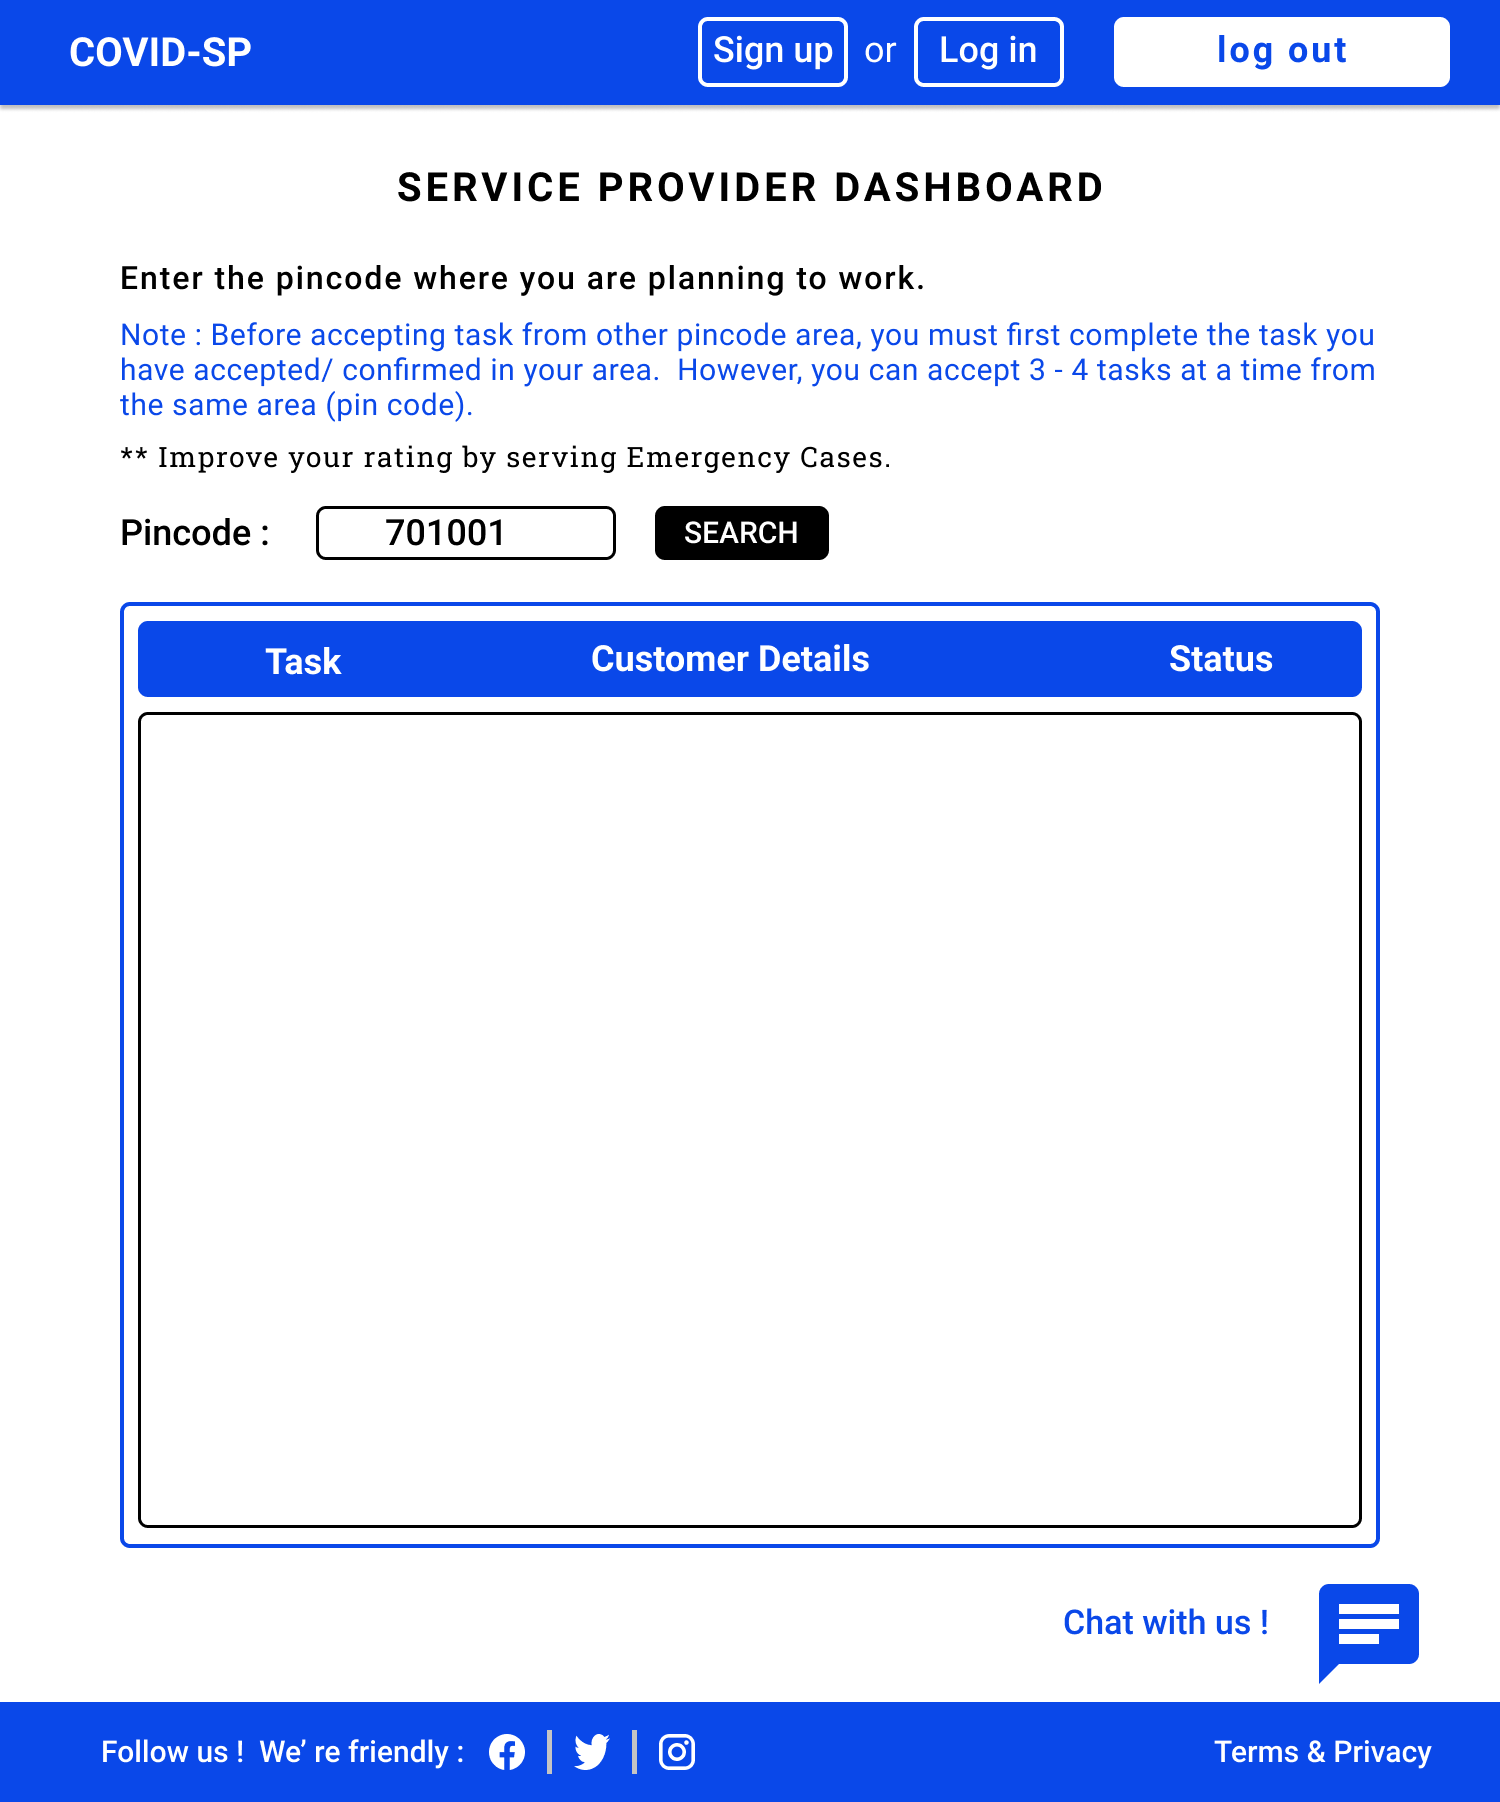 COVID-SP
Sign up or Log in
log out
SERVICE PROVIDER DASHBOARD
Enter the pincode where you are planning to work.
Note : Before accepting task from other pincode area, you must first complete the task you
have accepted/ confirmed in your area.  However, you can accept 3 - 4 tasks at a time from
the same area (pin code).
** Improve your rating by serving Emergency Cases.
Pincode : 701001 SEARCH
Task Customer Details Status
Chat with us !
Follow us !  We’ re friendly :
Terms & Privacy